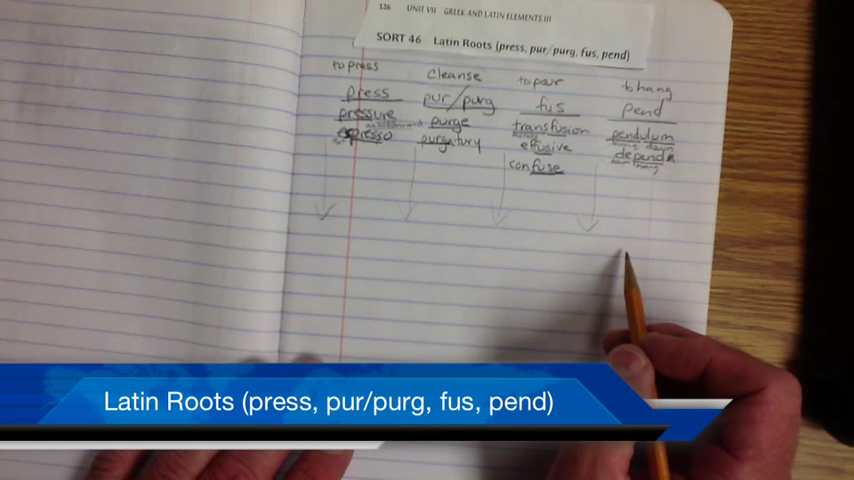 126 UNIT VII GREEK AND LATIN ELEMENTS III
SORT 46 Latin Roots (press, pur/purg, fus, pend)
to press cleanse to pour to hang
press pur/purg fus pend
pressure purge transfusion pendulum
espresso purgatory effusive depend
confuse
Latin Roots (press, pur/purg, fus, pend)